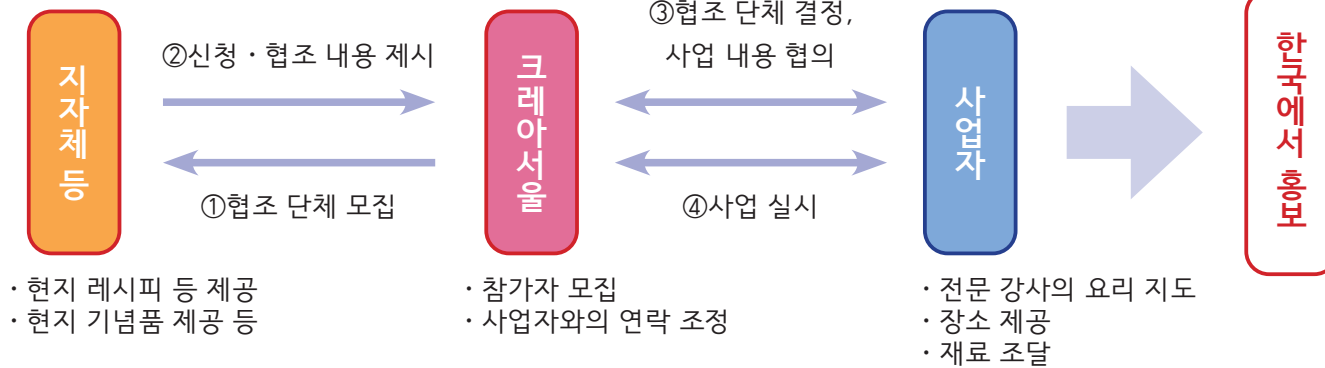 지자체 등
②신청・협조 내용 제시
①협조 단체 모집
크레아서울
③협조 단체 결정,
사업 내용 협의
④사업 실시
사업자
한국에서 홍보
・현지 레시피 등 제공
・현지 기념품 제공 등
・참가자 모집
・사업자와의 연락 조정
・전문 강사의 요리 지도
・장소 제공
・재료 조달